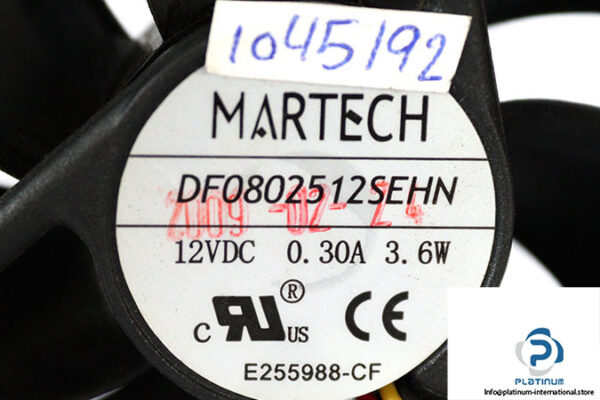 1045192
MARTECH
DF0802512SEHN
2009-02-24
12VDC 0.30A 3.6W
c RU ® US CE
E255988-CF
PLATINUM
Info@platinum-international.store